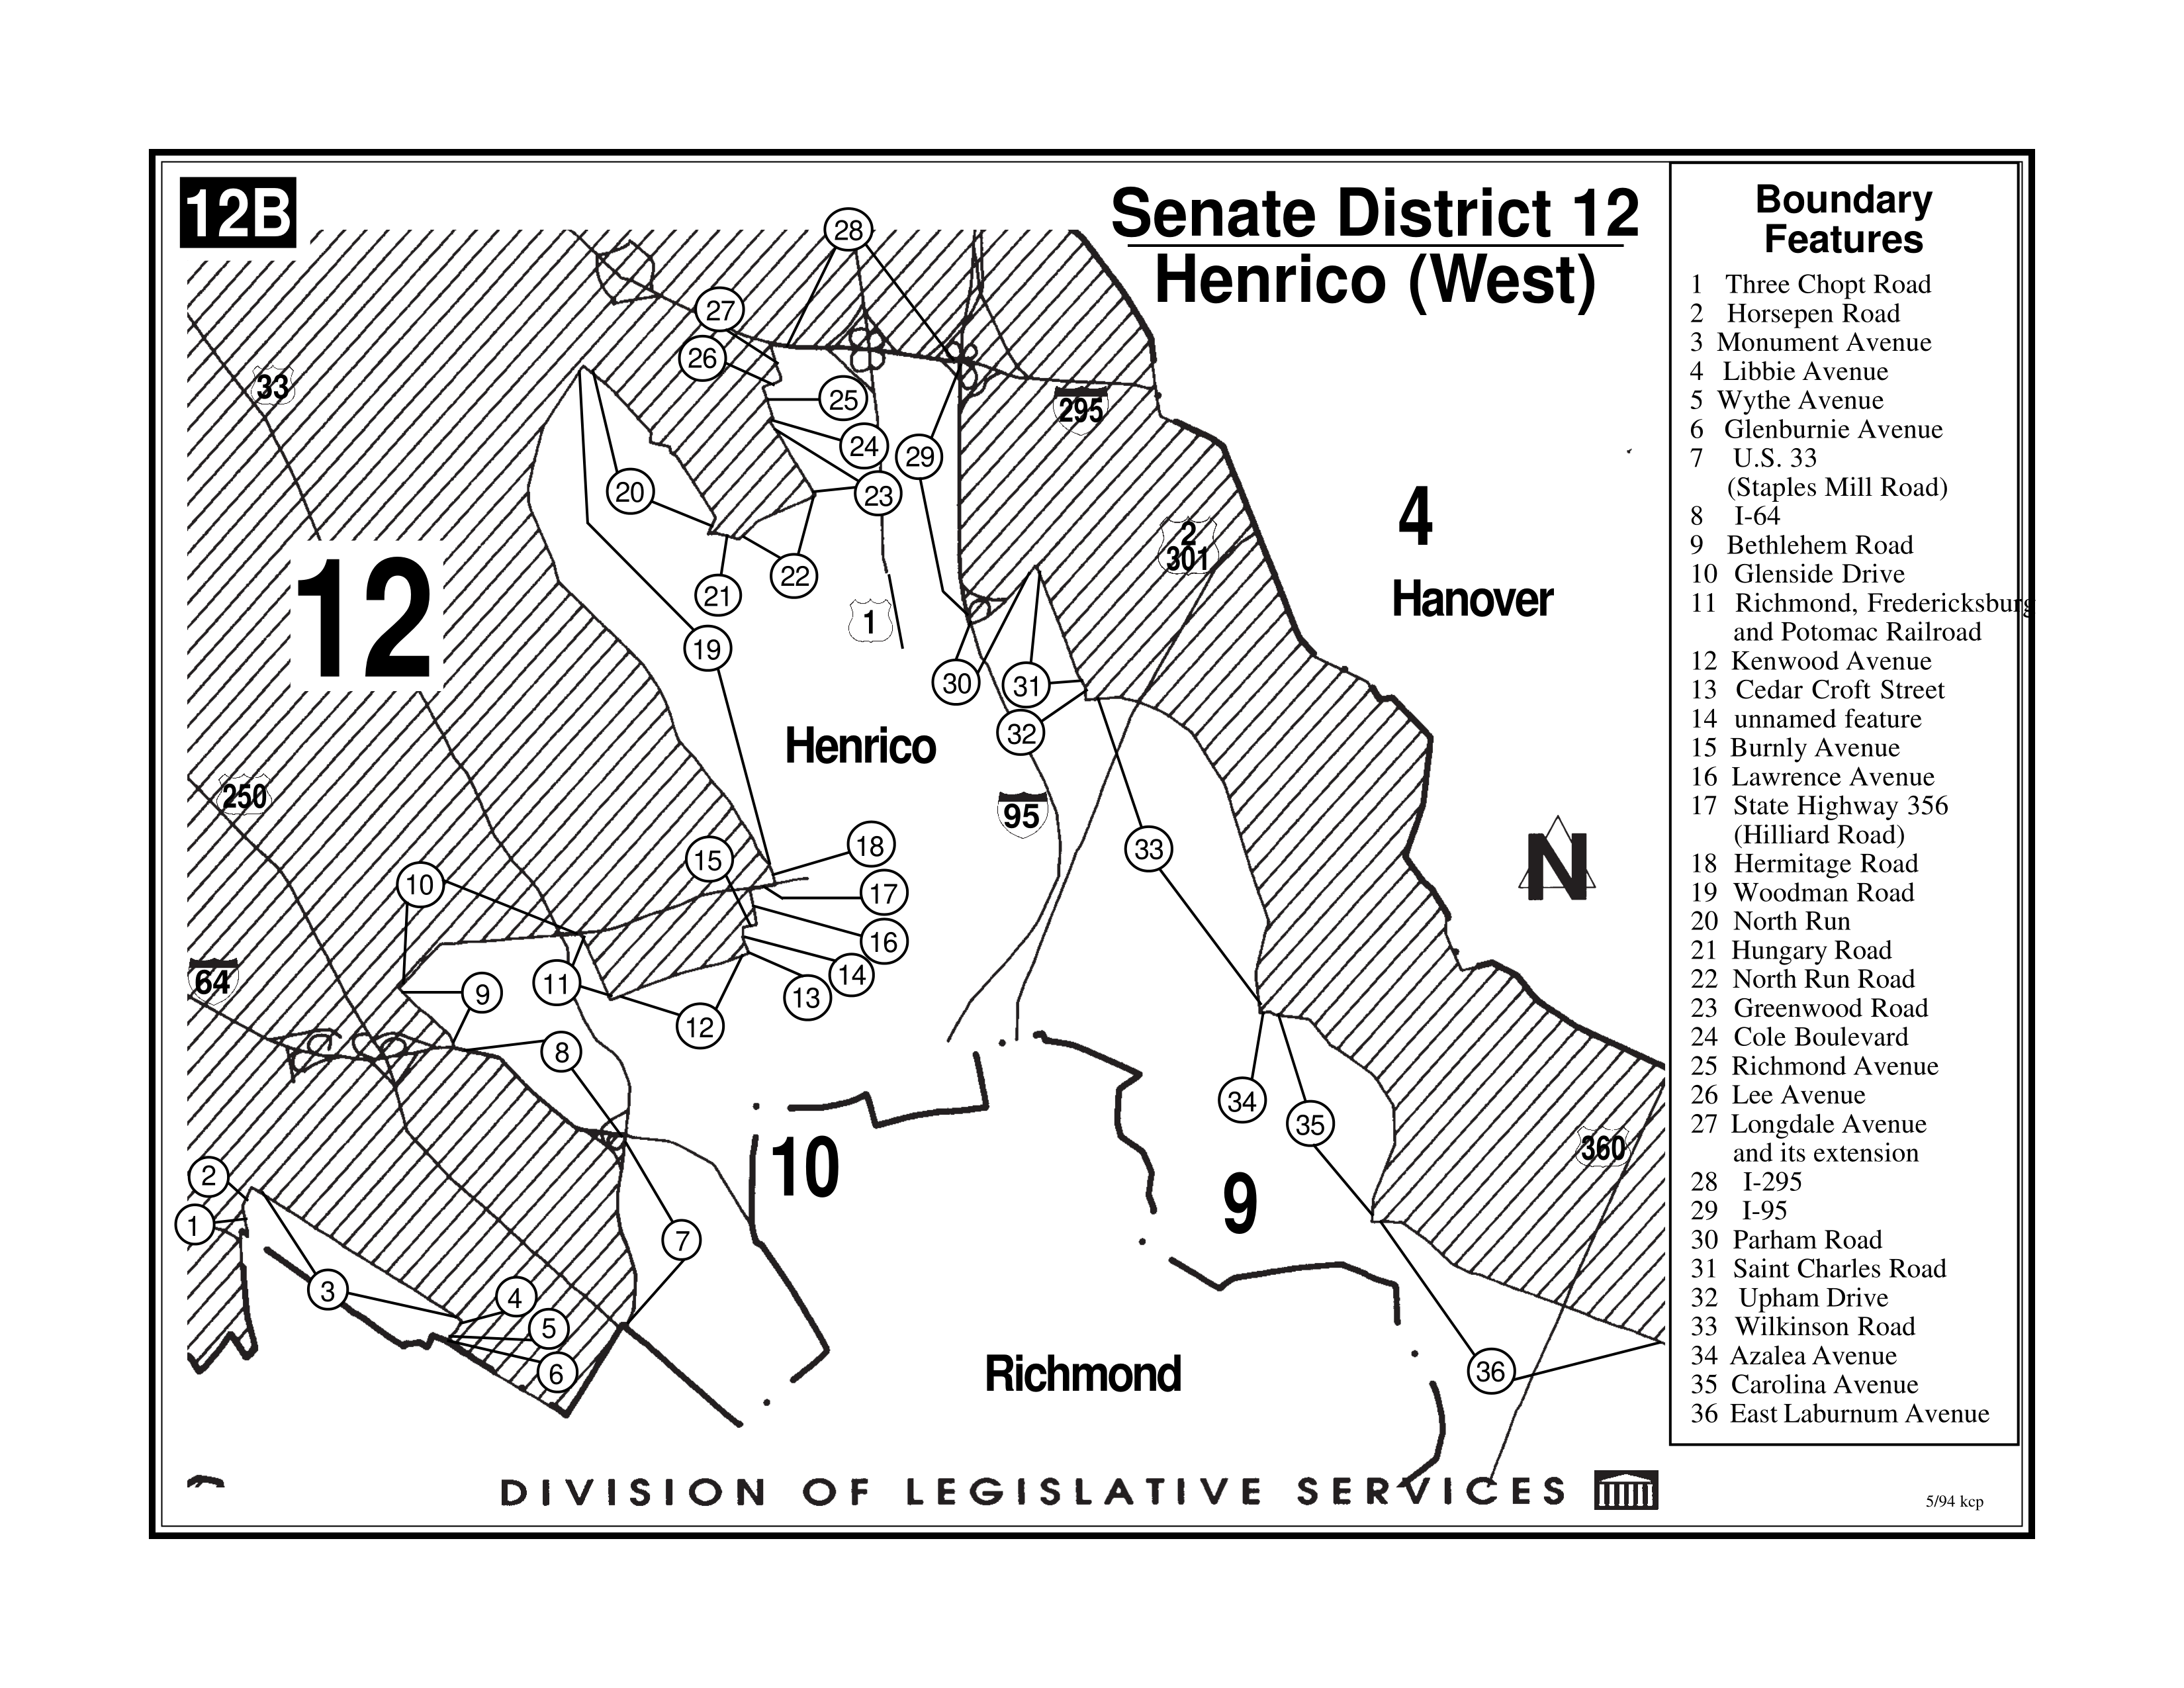 12B
Senate District 12
Henrico (West)
28
27
26
33
25
295
24
29
20
23
4
2
301
22
Hanover
21
1
12
19
30
31
32
Henrico
250
95
33
15
18
10
17
16
64
11
9
14
13
12
8
34
35
360
10
2
9
1
7
3
4
5
6
36
Richmond
DIVISION OF LEGISLATIVE SERVICES
N
Boundary
Features
1 Three Chopt Road
2 Horsepen Road
3 Monument Avenue
4 Libbie Avenue
5 Wythe Avenue
6 Glenburnie Avenue
7 U.S. 33
(Staples Mill Road)
8 I-64
9 Bethlehem Road
10 Glenside Drive
11 Richmond, Fredericksburg
and Potomac Railroad
12 Kenwood Avenue
13 Cedar Croft Street
14 unnamed feature
15 Burnly Avenue
16 Lawrence Avenue
17 State Highway 356
(Hilliard Road)
18 Hermitage Road
19 Woodman Road
20 North Run
21 Hungary Road
22 North Run Road
23 Greenwood Road
24 Cole Boulevard
25 Richmond Avenue
26 Lee Avenue
27 Longdale Avenue
and its extension
28 I-295
29 I-95
30 Parham Road
31 Saint Charles Road
32 Upham Drive
33 Wilkinson Road
34 Azalea Avenue
35 Carolina Avenue
36 East Laburnum Avenue
5/94 kcp